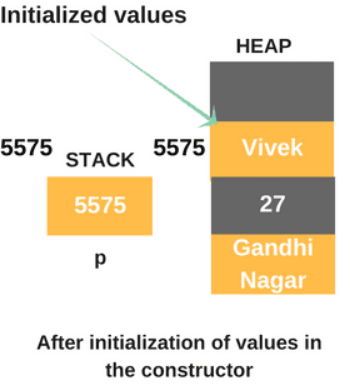 Initialized values
HEAP
5575
STACK
5575
Vivek
5575
27
p
Gandhi
Nagar
After initialization of values in
the constructor